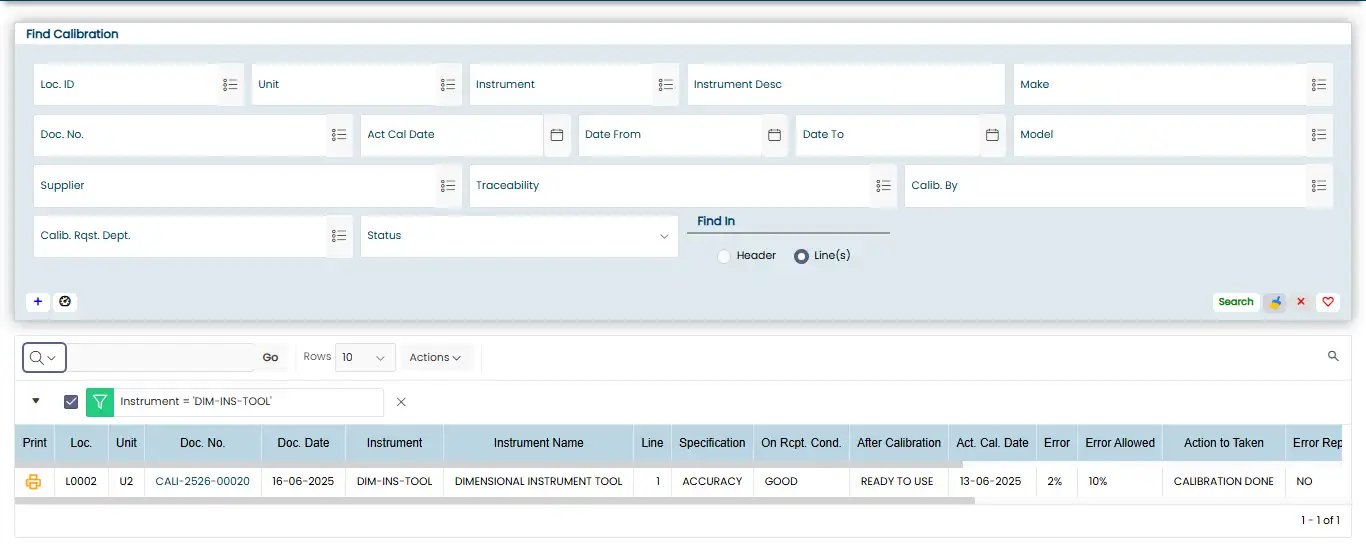 Find Calibration
Loc. ID Unit Instrument Instrument Desc Make
Doc. No. Act Cal Date Date From Date To Model
Supplier Traceability Calib. By
Calib. Rqst. Dept. Status Find In
Header Line(s)
+ Search
Go Rows 10 Actions
Instrument = 'DIM-INS-TOOL'
Print Loc. Unit Doc. No. Doc. Date Instrument Instrument Name Line Specification On Rcpt. Cond. After Calibration Act. Cal. Date Error Error Allowed Action to Taken Error Rep
L0002 U2 CALI-2526-00020 16-06-2025 DIM-INS-TOOL DIMENSIONAL INSTRUMENT TOOL 1 ACCURACY GOOD READY TO USE 13-06-2025 2% 10% CALIBRATION DONE NO
1 - 1 of 1